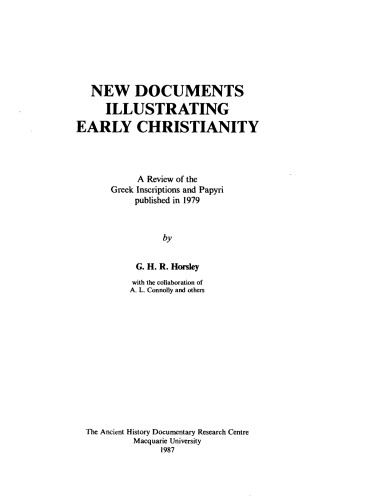 NEW DOCUMENTS
ILLUSTRATING
EARLY CHRISTIANITY
A Review of the
Greek Inscriptions and Papyri
published in 1979
by
G. H. R. Horsley
with the collaboration of
A. L. Connolly and others
The Ancient History Documentary Research Centre
Macquarie University
1987